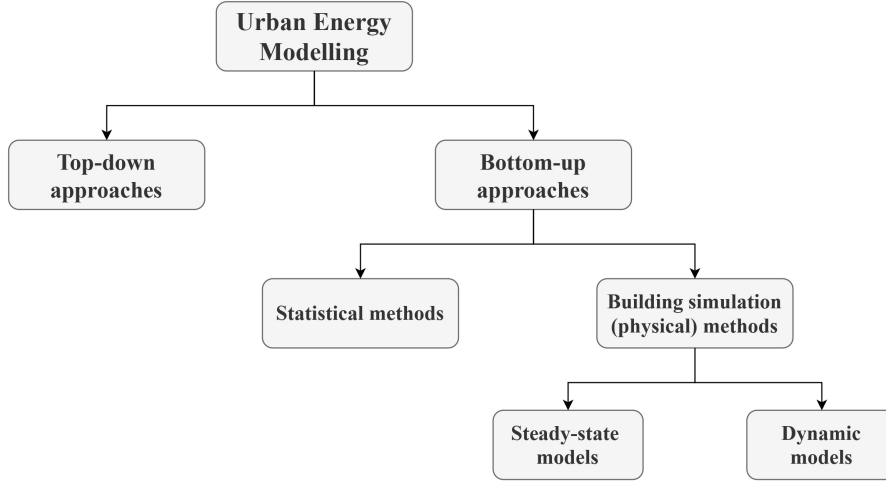 Urban Energy
Modelling
Top-down
approaches
Bottom-up
approaches
Statistical methods
Building simulation
(physical) methods
Steady-state
models
Dynamic
models